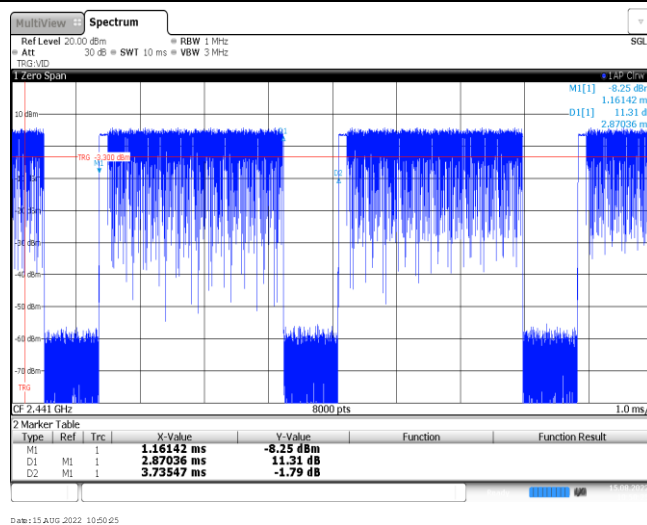 MultiView Spectrum
Ref Level 20.00 dBm RBW 1 MHz SGL
Att 30 dB SWT 10 ms VBW 3 MHz
TRG:VID
1 Zero Span 1AP Clrw
M1[1] -8.25 dBm
1.16142 m
D1[1] 11.31 d
2.87036 m
10 dBm
D1
TRG -3.300 dBm
M1
D2
-30 dBm
-40 dBm
-50 dBm
-60 dBm
-70 dBm
TRG
CF 2.441 GHz 8000 pts 1.0 ms/
2 Marker Table
Type Ref Trc X-Value Y-Value Function Function Result
M1 1 1.16142 ms -8.25 dBm
D1 M1 1 2.87036 ms 11.31 dB
D2 M1 1 3.73547 ms -1.79 dB
Date:15.AUG.2022 10:50:25